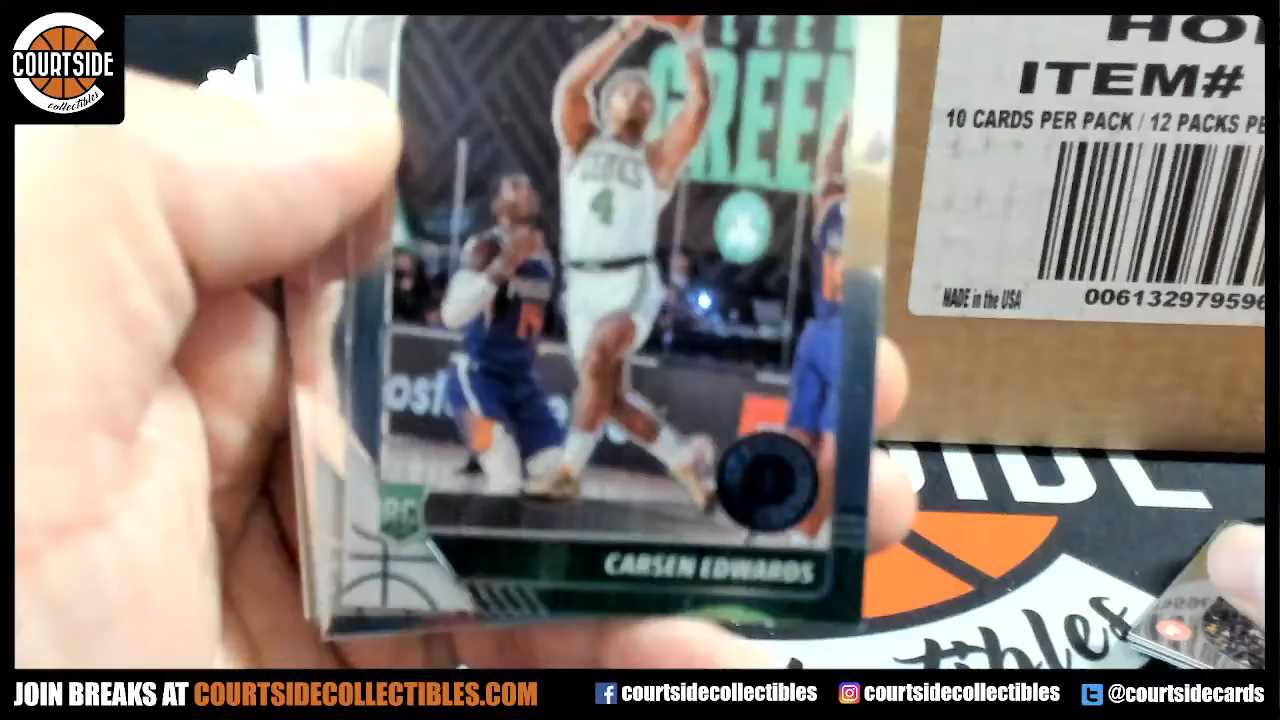 COURTSIDE
collectibles
GREEN
4
RC
CARSEN EDWARDS
ITEM#
10 CARDS PER PACK / 12 PACKS PE
MADE in the USA
00613297959
JOIN BREAKS AT COURTSIDECOLLECTIBLES.COM
courtsidecollectibles
courtsidecollectibles
@courtsidecards